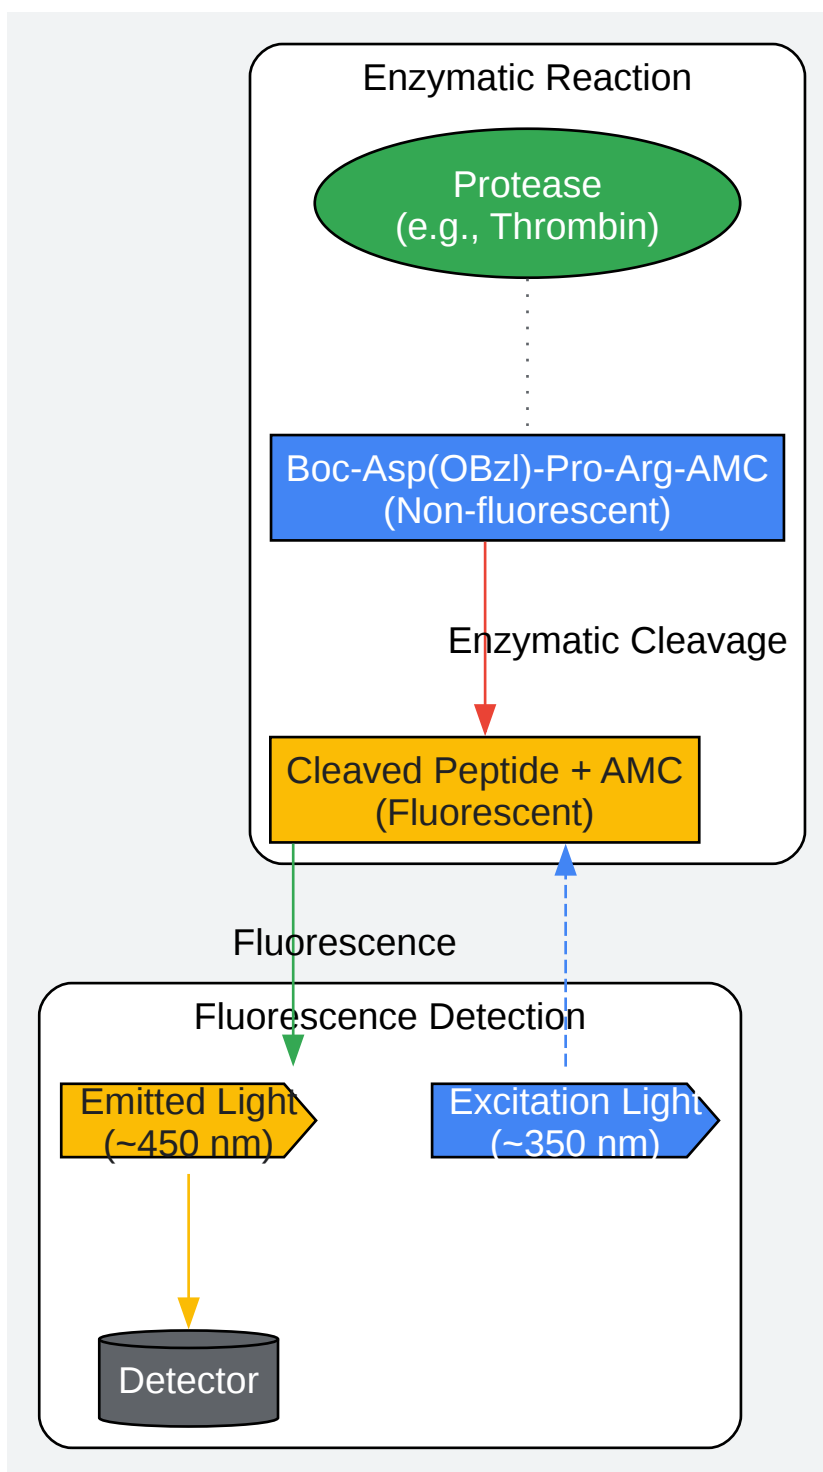 Enzymatic Reaction
Protease
(e.g., Thrombin)
Boc-Asp(OBzl)-Pro-Arg-AMC
(Non-fluorescent)
Enzymatic Cleavage
Cleaved Peptide + AMC
(Fluorescent)
Fluorescence
Fluorescence Detection
Emitted Light
(~450 nm)
Excitation Light
(~350 nm)
Detector